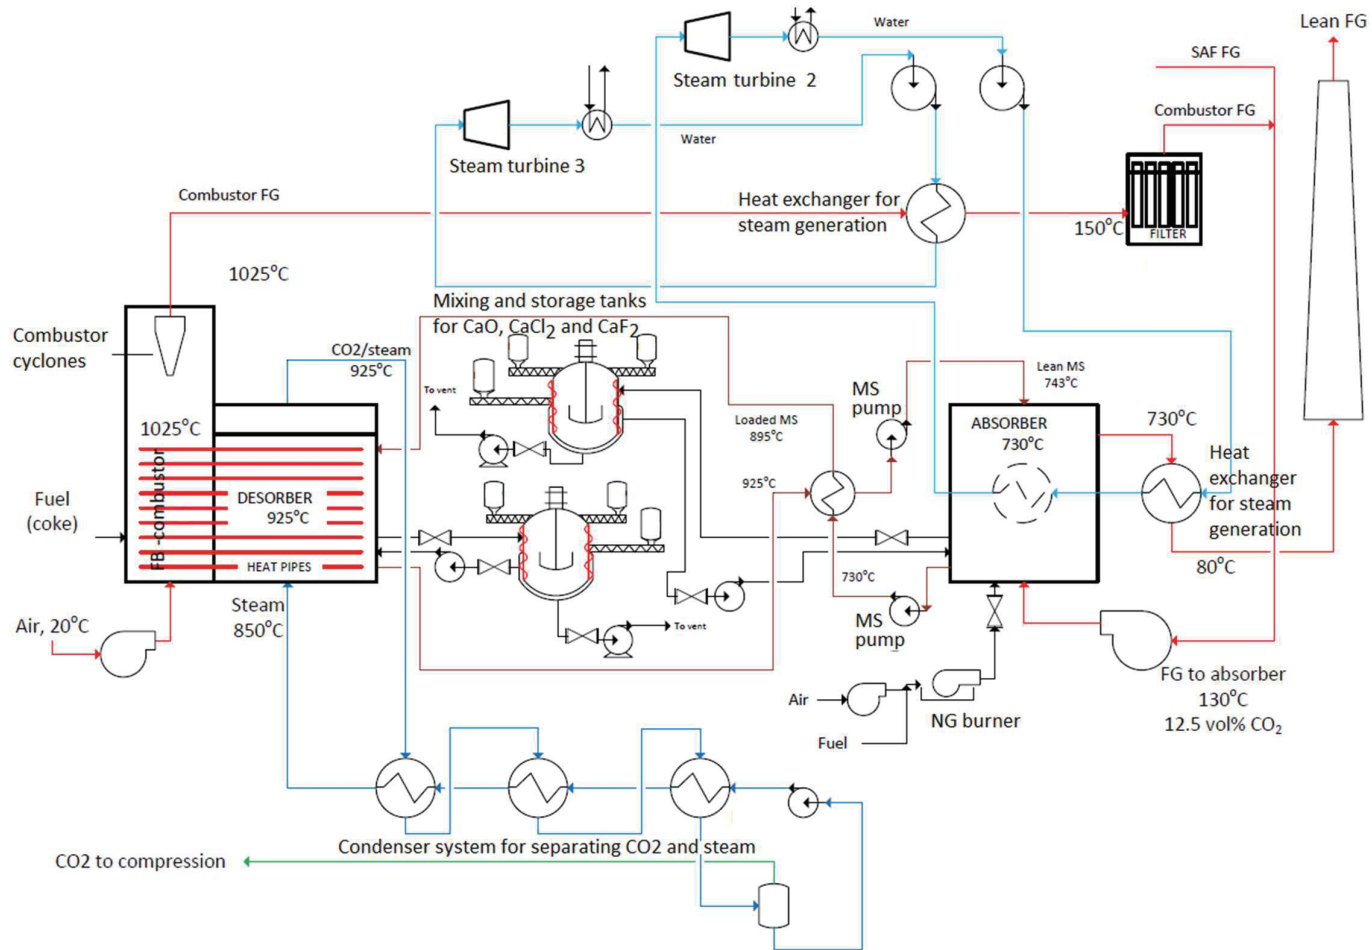 Lean FG
SAF FG
Water
Steam turbine 2
Combustor FG
Water
Steam turbine 3
Combustor FG
Heat exchanger for
steam generation
150°C
FILTER
1025°C
Mixing and storage tanks
for CaO, CaCl2 and CaF2
Combustor
cyclones
CO2/steam
925°C
To vent
Lean MS
743°C
MS
pump
Loaded MS
895°C
1025°C
ABSORBER
730°C
730°C
Heat
exchanger
for steam
generation
FB -combustor
DESORBER
925°C
HEAT PIPES
925°C
Fuel
(coke)
730°C
80°C
Steam
850°C
Air, 20°C
To vent
MS
pump
FG to absorber
130°C
12.5 vol% CO₂
Air
NG burner
Fuel
Condenser system for separating CO2 and steam
CO2 to compression